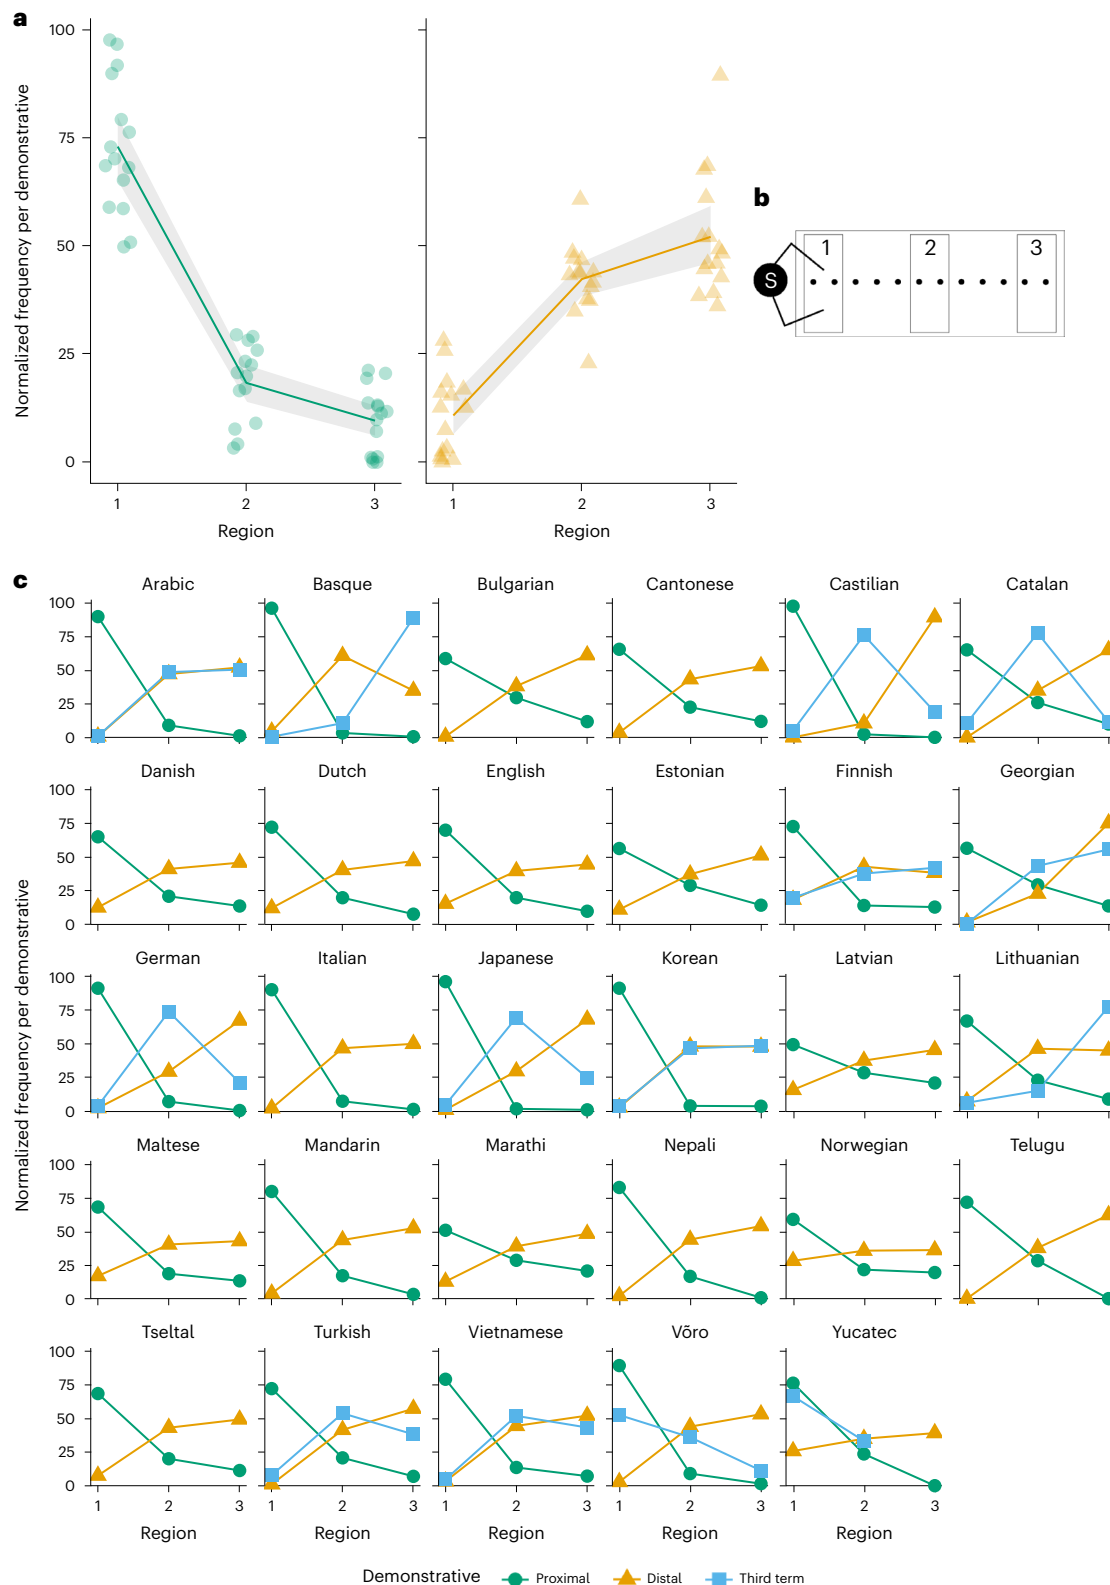 a
Normalized frequency per demonstrative
100
75
50
25
0
1 2 3
Region
1 2 3
Region
b
S
1 2 3
c
Normalized frequency per demonstrative
Arabic Basque Bulgarian Cantonese Castilian Catalan
100
75
50
25
0
Danish Dutch English Estonian Finnish Georgian
100
75
50
25
0
German Italian Japanese Korean Latvian Lithuanian
100
75
50
25
0
Maltese Mandarin Marathi Nepali Norwegian Telugu
100
75
50
25
0
Tseltal Turkish Vietnamese Võro Yucatec
100
75
50
25
0
1 2 3 1 2 3 1 2 3 1 2 3 1 2 3
Region Region Region Region Region
Demonstrative Proximal Distal Third term